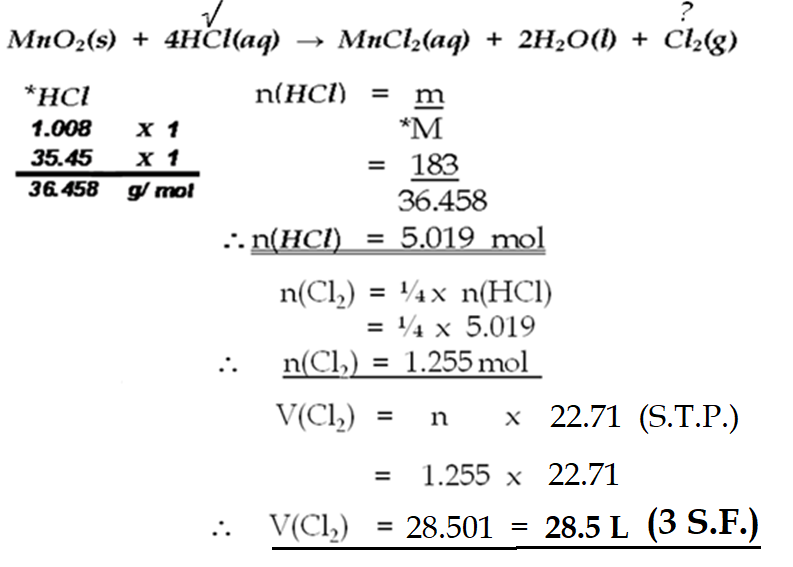 √ ?
MnO₂(s) + 4HCl(aq) → MnCl₂(aq) + 2H₂O(l) + Cl₂(g)
*HCl
1.008 x 1
35.45 x 1
36.458 g/mol
n(HCl) = m
*M
= 183
36.458
∴ n(HCl) = 5.019 mol
n(Cl₂) = ¼ x n(HCl)
= ¼ x 5.019
∴ n(Cl₂) = 1.255 mol
V(Cl₂) = n x 22.71 (S.T.P.)
= 1.255 x 22.71
∴ V(Cl₂) = 28.501 = 28.5 L (3 S.F.)